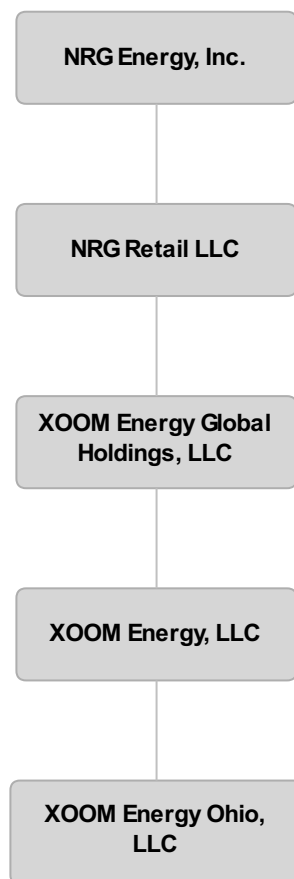 NRG Energy, Inc.
NRG Retail LLC
XOOM Energy Global
Holdings, LLC
XOOM Energy, LLC
XOOM Energy Ohio,
LLC